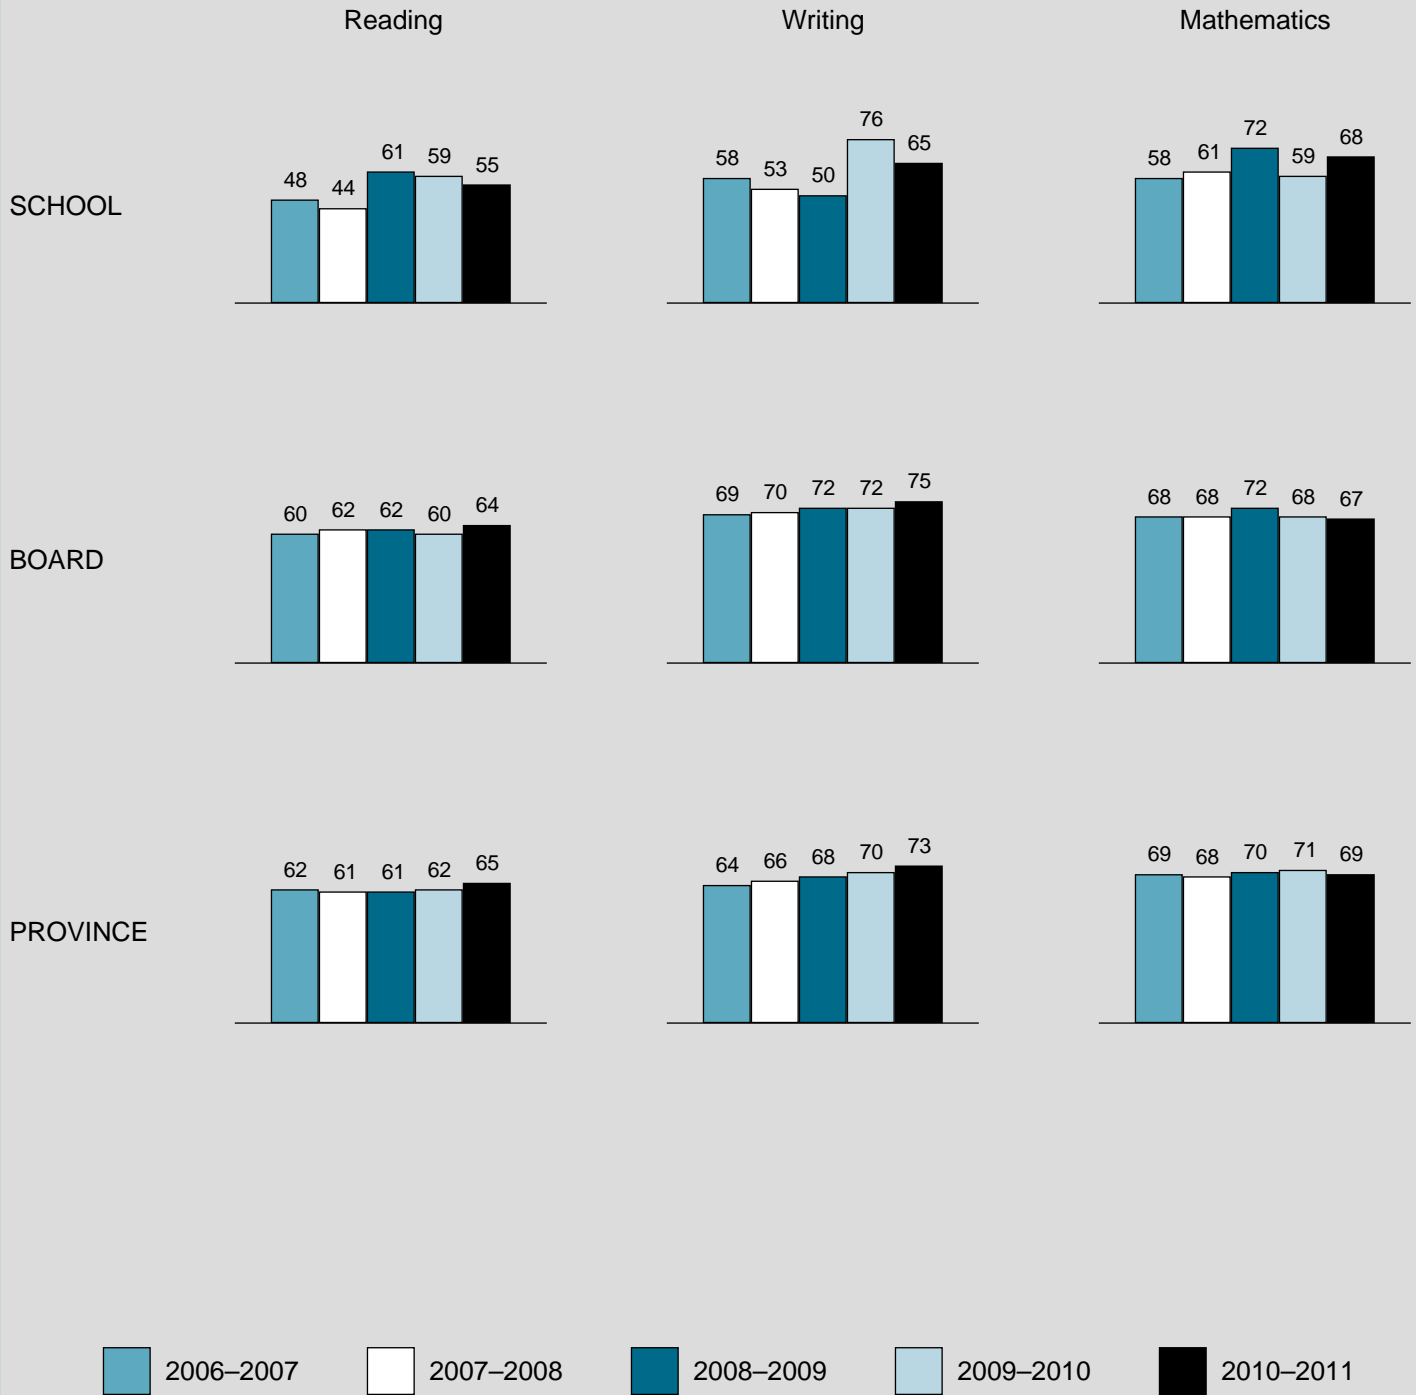 Reading Writing Mathematics
SCHOOL
48 44 61 59 55
58 53 50 76 65
58 61 72 59 68
BOARD
60 62 62 60 64
69 70 72 72 75
68 68 72 68 67
PROVINCE
62 61 61 62 65
64 66 68 70 73
69 68 70 71 69
2006–2007 2007–2008 2008–2009 2009–2010 2010–2011